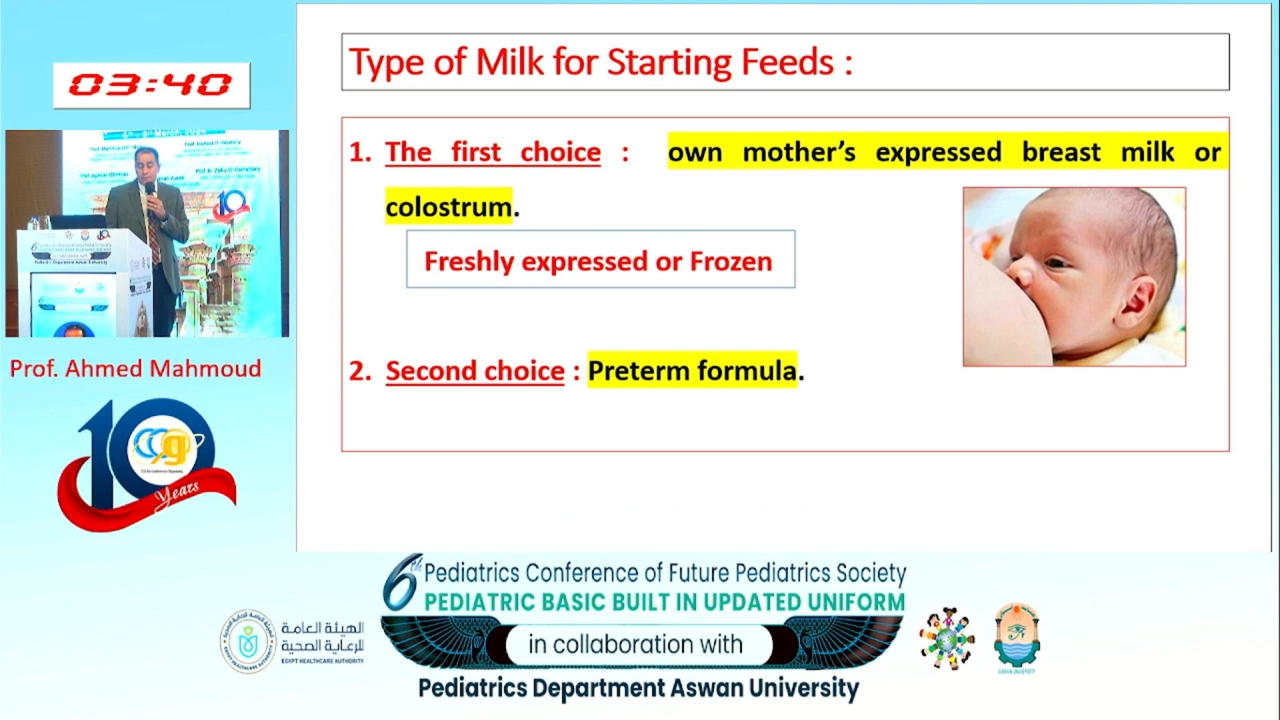 03:40
Type of Milk for Starting Feeds :
1. The first choice : own mother's expressed breast milk or
colostrum.
Freshly expressed or Frozen
2. Second choice : Preterm formula.
Prof. Ahmed Mahmoud
10
Years
6th Pediatrics Conference of Future Pediatrics Society
PEDIATRIC BASIC BUILT IN UPDATED UNIFORM
in collaboration with
Pediatrics Department Aswan University
الهيئة العامة
للرعاية الصحية
EGYPT HEALTHCARE AUTHORITY
ASWAN UNIVERSITY